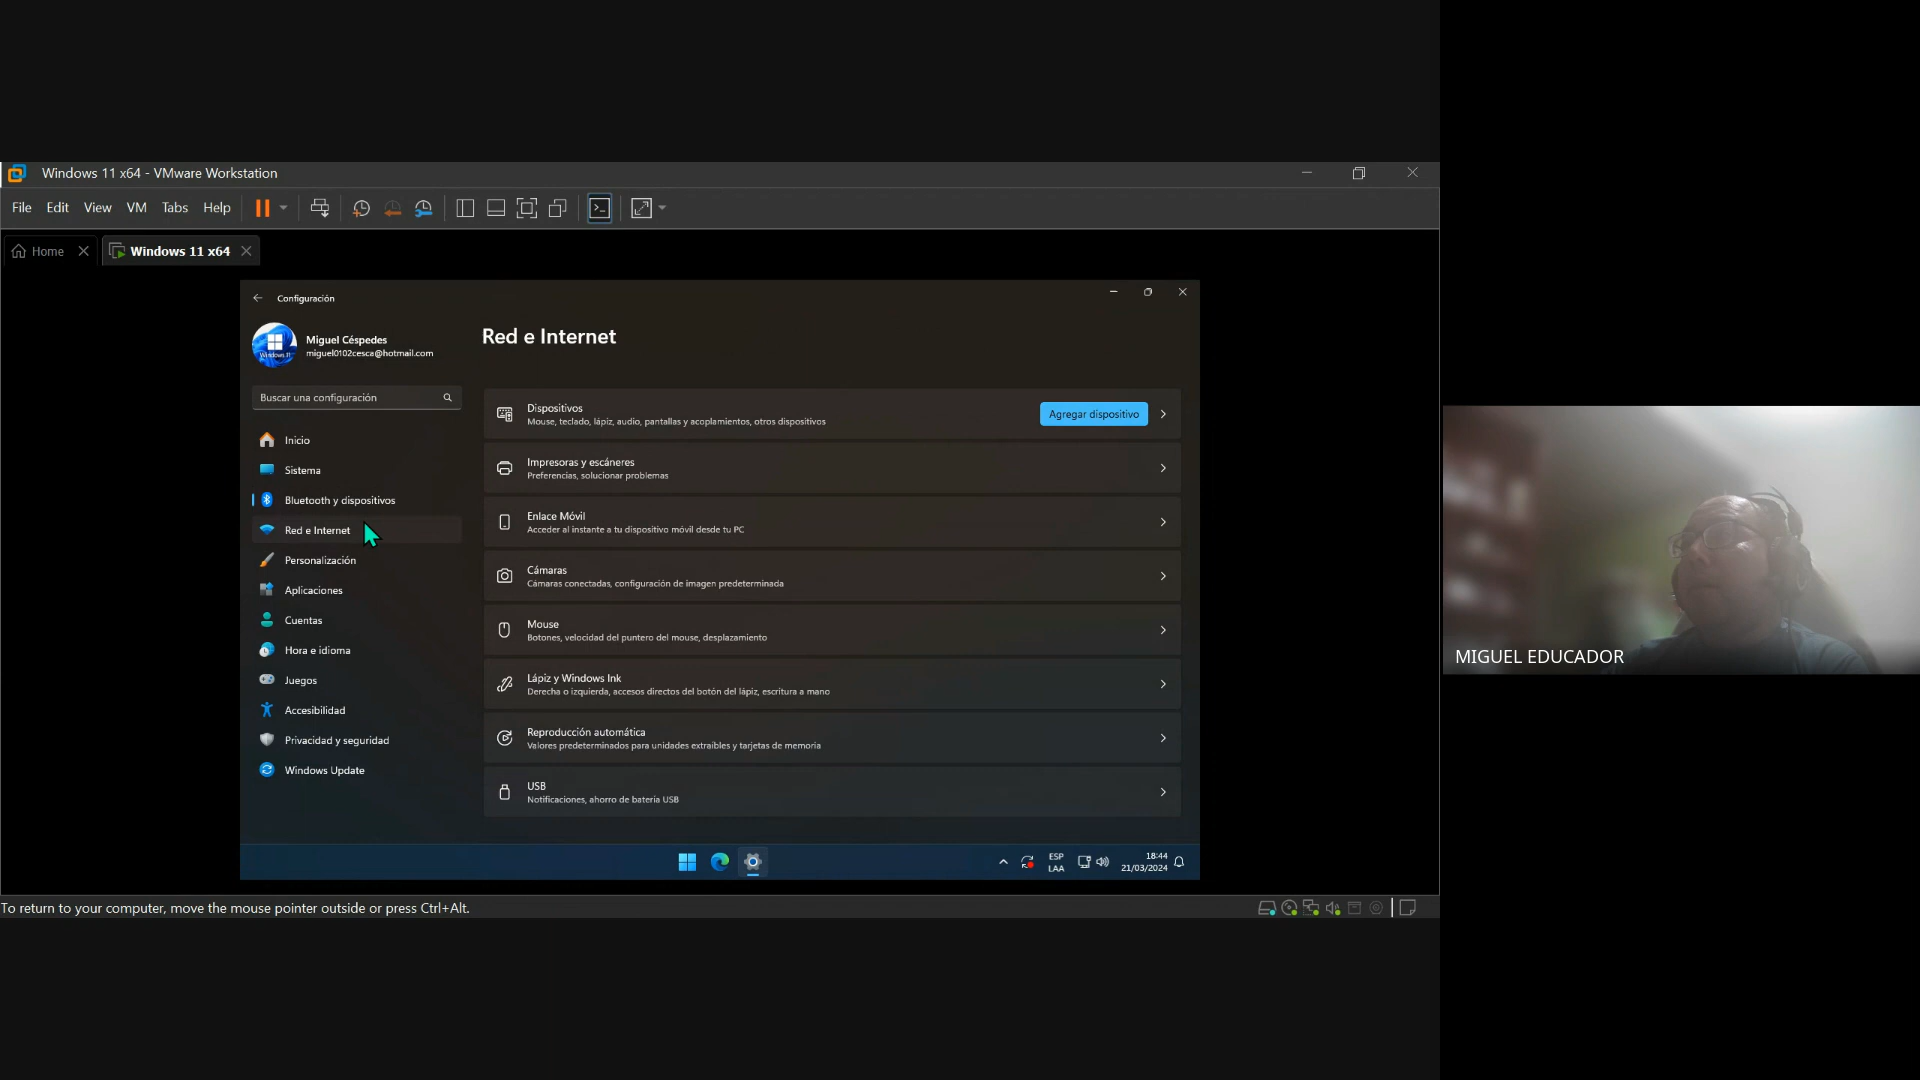 Windows 11 x64 - VMware Workstation
File Edit View VM Tabs Help
Home
Windows 11 x64
Configuración
Miguel Céspedes
miguel0102cesca@hotmail.com
Buscar una configuración
Inicio
Sistema
Bluetooth y dispositivos
Red e Internet
Personalización
Aplicaciones
Cuentas
Hora e idioma
Juegos
Accesibilidad
Privacidad y seguridad
Windows Update
Red e Internet
Dispositivos
Mouse, teclado, lápiz, audio, pantallas y acoplamientos, otros dispositivos
Agregar dispositivo
Impresoras y escáneres
Preferencias, solucionar problemas
Enlace Móvil
Acceder al instante a tu dispositivo móvil desde tu PC
Cámaras
Cámaras conectadas, configuración de imagen predeterminada
Mouse
Botones, velocidad del puntero del mouse, desplazamiento
Lápiz y Windows Ink
Derecha o izquierda, accesos directos del botón del lápiz, escritura a mano
Reproducción automática
Valores predeterminados para unidades extraíbles y tarjetas de memoria
USB
Notificaciones, ahorro de batería USB
ESP
LAA
18:44
21/03/2024
To return to your computer, move the mouse pointer outside or press Ctrl+Alt.
MIGUEL EDUCADOR